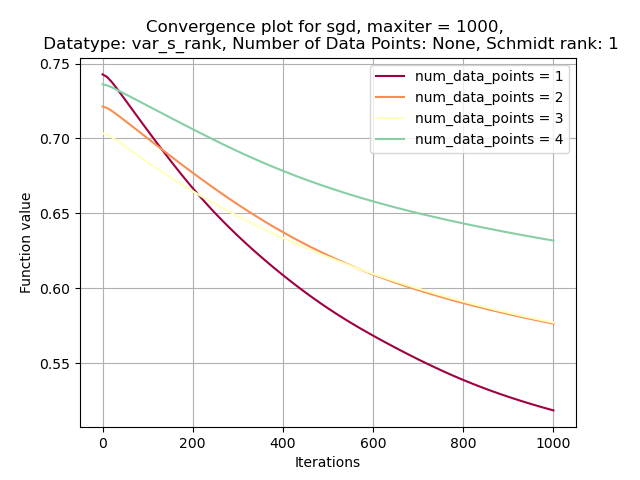 Convergence plot for sgd, maxiter = 1000,
Datatype: var_s_rank, Number of Data Points: None, Schmidt rank: 1
num_data_points = 1
num_data_points = 2
num_data_points = 3
num_data_points = 4
0.75
0.70
0.65
0.60
0.55
Function value
0 200 400 600 800 1000
Iterations